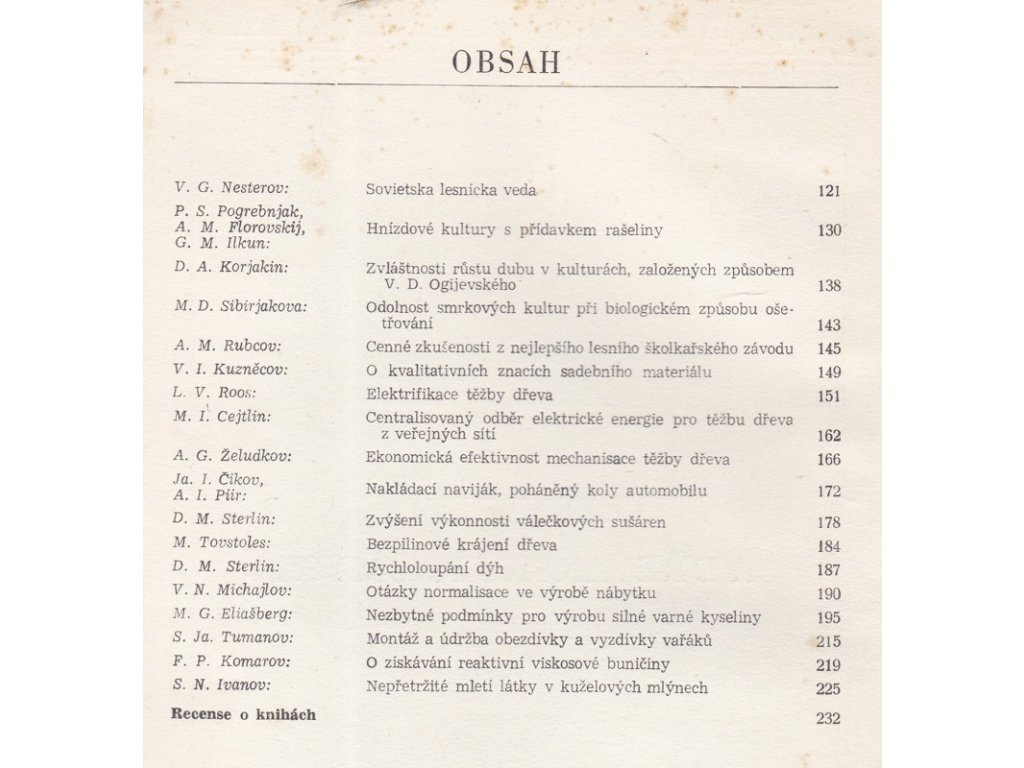 OBSAH
V. G. Nesterov: Sovietska lesnícka veda 121
P. S. Pogrebnjak,
A. M. Florovskij, Hnízdové kultury s přídavkem rašeliny 130
G. M. Ilkun:
D. A. Korjakin: Zvláštnosti růstu dubu v kulturách, založených způsobem
V. D. Ogijevského 138
M. D. Sibirjakova: Odolnost smrkových kultur při biologickém způsobu oše-
třování 143
A. M. Rubcov: Cenné zkušenosti z nejlepšího lesního školkařského závodu 145
V. I. Kuzněcov: O kvalitativních znacích sadebního materiálu 149
L. V. Roos: Elektrifikace těžby dřeva 151
M. I. Cejtlin: Centralisovaný odběr elektrické energie pro těžbu dřeva
z veřejných sítí 162
A. G. Želudkov: Ekonomická efektivnost mechanisace těžby dřeva 166
Ja. I. Čikov,
A. I. Piir: Nakládací naviják, poháněný koly automobilu 172
D. M. Sterlin: Zvýšení výkonnosti válečkových sušáren 178
M. Tovstoles: Bezpilinové krájení dřeva 184
D. M. Sterlin: Rychloloupání dýh 187
V. N. Michajlov: Otázky normalisace ve výrobě nábytku 190
M. G. Eliašberg: Nezbytné podmínky pro výrobu silné varné kyseliny 195
S. Ja. Tumanov: Montáž a údržba obezdívky a vyzdívky vařáků 215
F. P. Komarov: O získávání reaktivní viskosové buničiny 219
S. N. Ivanov: Nepřetržité mletí látky v kuželových mlýnech 225
Recense o knihách 232